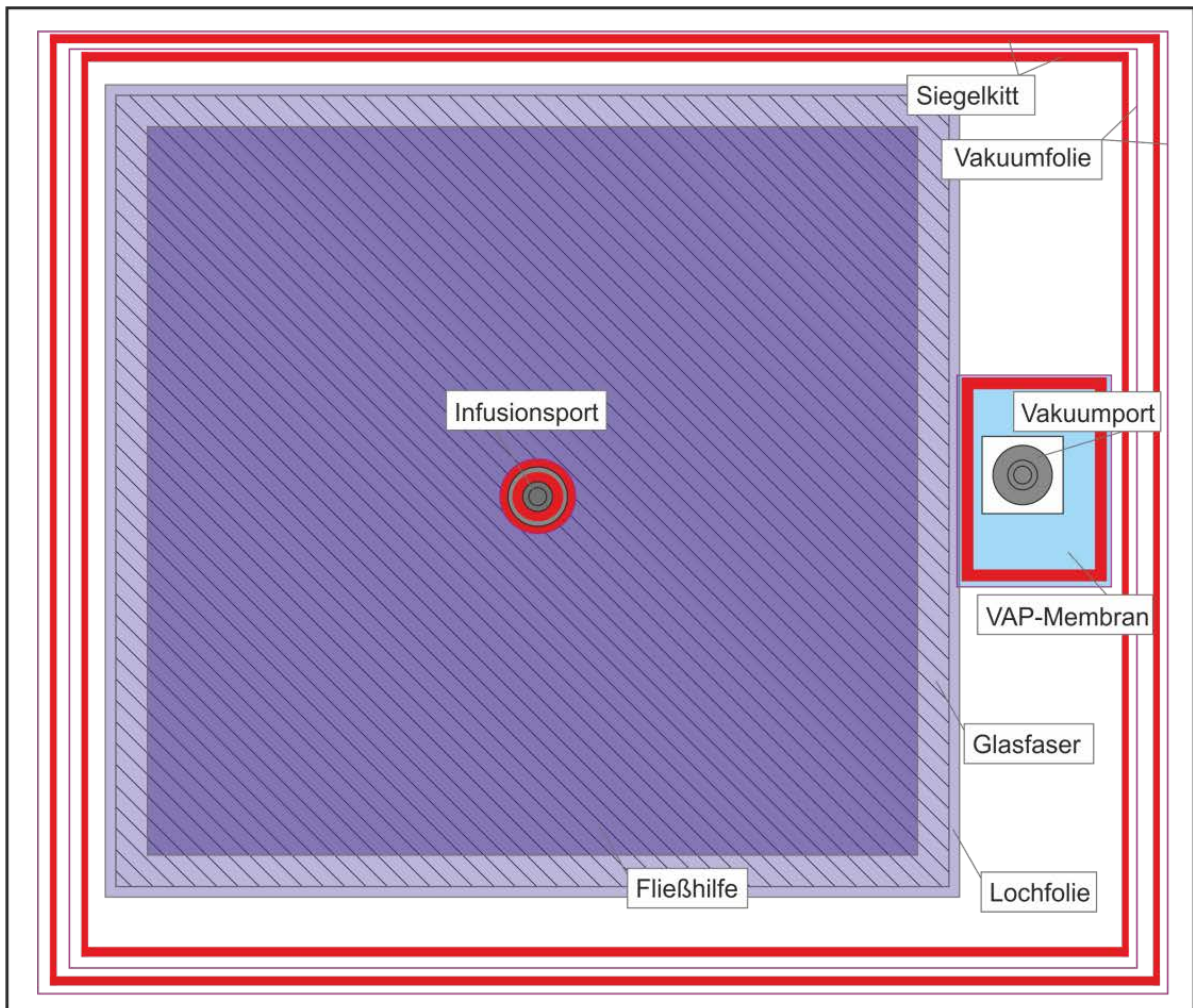 Siegelkitt
Vakuumfolie
Infusionsport
Vakuumport
VAP-Membran
Glasfaser
Fließhilfe
Lochfolie